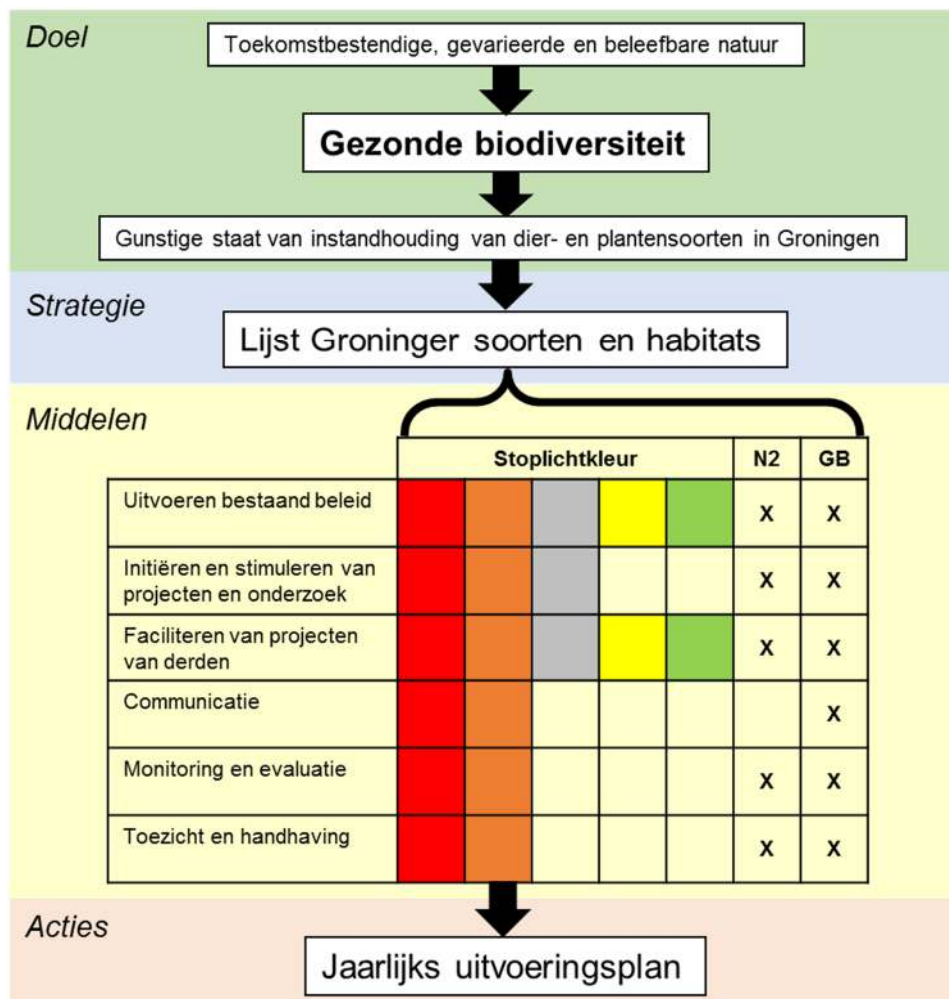 Doel
Toekomstbestendige, gevarieerde en beleefbare natuur
Gezonde biodiversiteit
Gunstige staat van instandhouding van dier- en plantensoorten in Groningen
Strategie
Lijst Groninger soorten en habitats
Middelen
Stoplichtkleur N2 GB
Uitvoeren bestaand beleid X X
Initiëren en stimuleren van
projecten en onderzoek X X
Faciliteren van projecten
van derden X X
Communicatie X
Monitoring en evaluatie X X
Toezicht en handhaving X X
Acties
Jaarlijks uitvoeringsplan